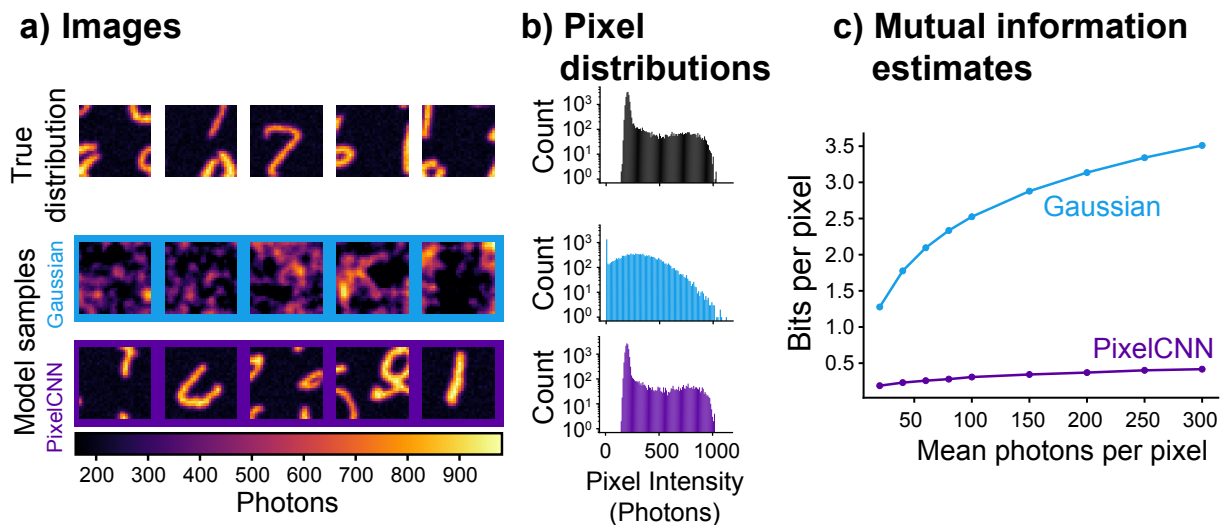 a) Images
True
distribution
Model samples
Gaussian
PixelCNN
200 300 400 500 600 700 800 900
Photons
b) Pixel
distributions
Count
10³
10²
10¹
10⁰
Count
10³
10²
10¹
10⁰
Count
10³
10²
10¹
10⁰
0 500 1000
Pixel Intensity
(Photons)
c) Mutual information
estimates
Bits per pixel
3.5
3.0
2.5
2.0
1.5
1.0
0.5
Gaussian
PixelCNN
50 100 150 200 250 300
Mean photons per pixel